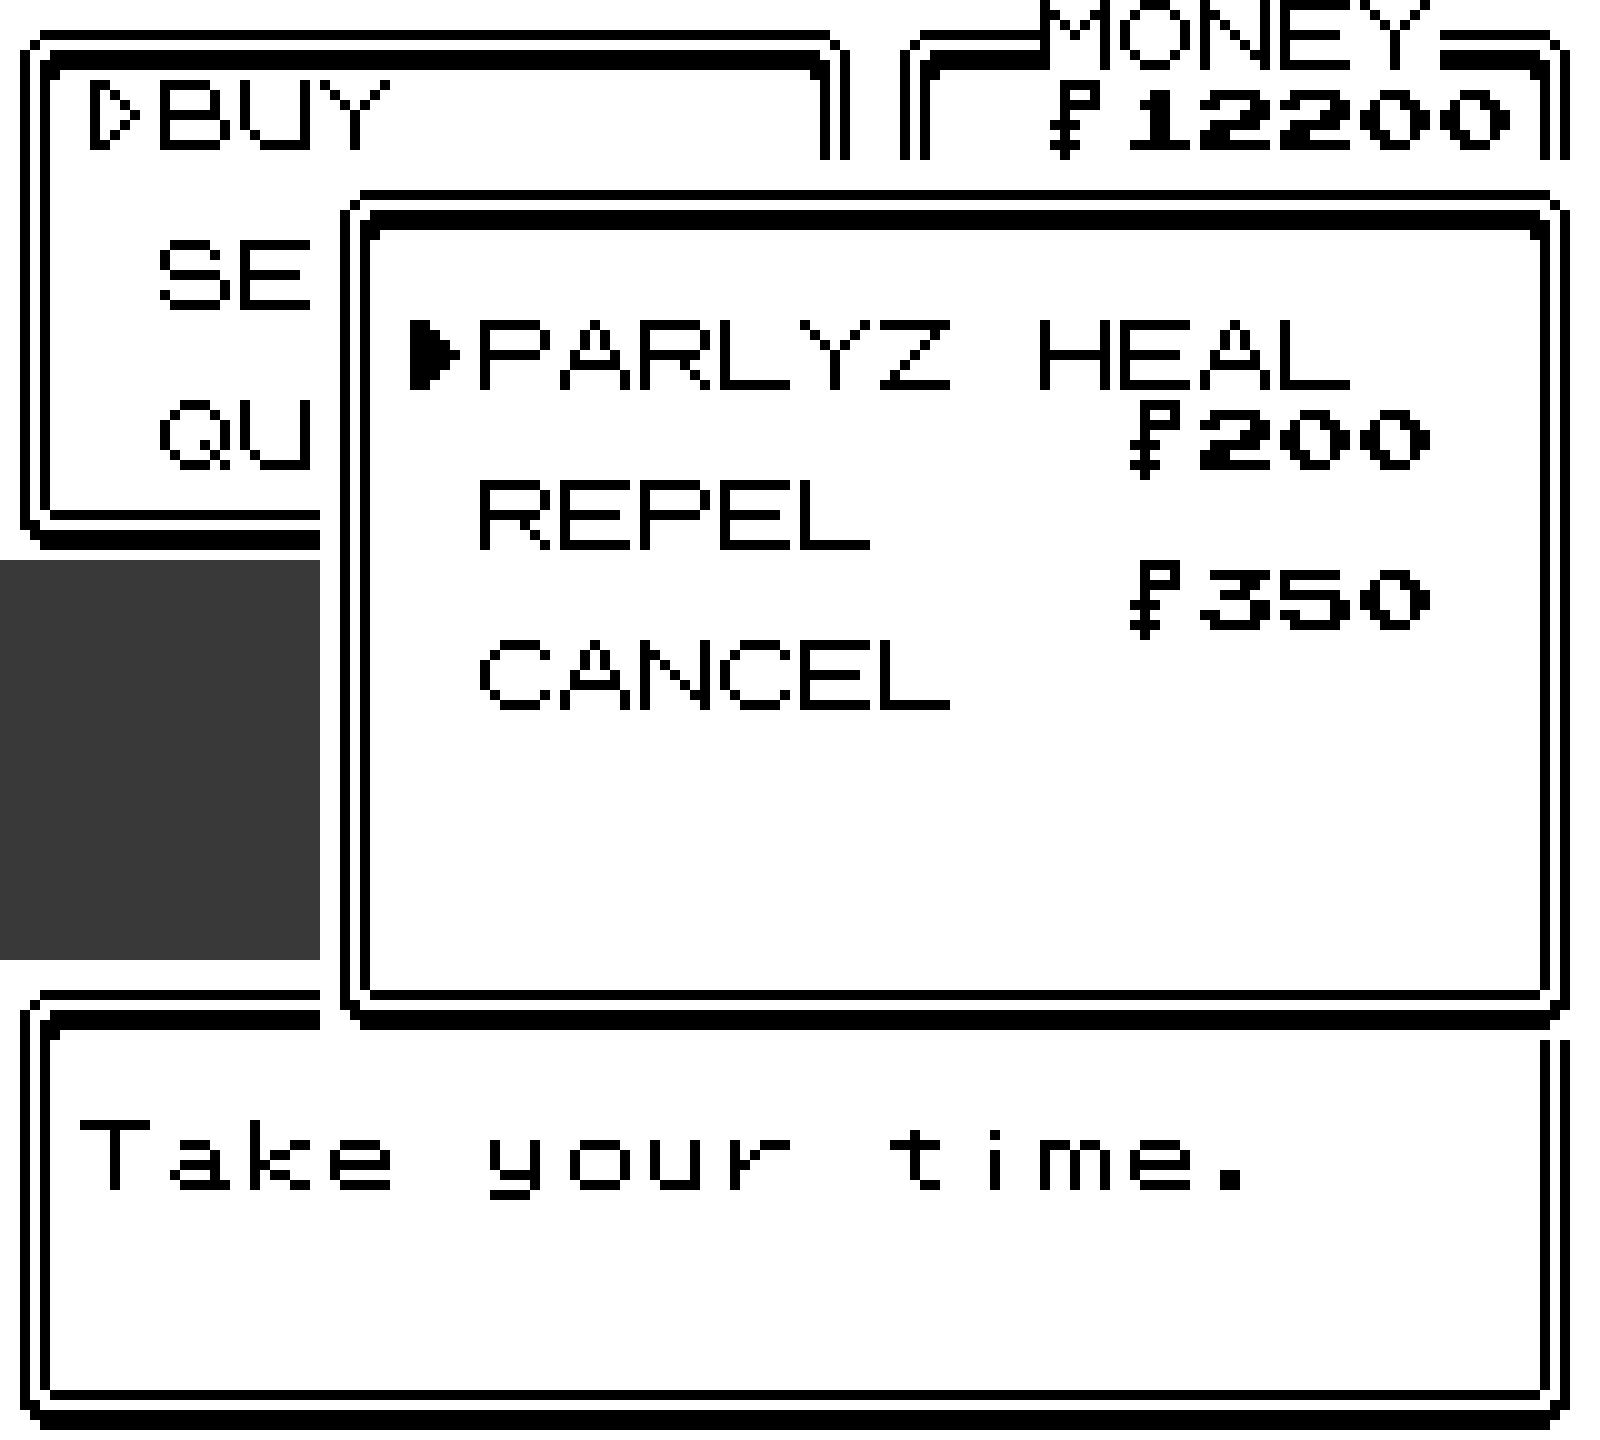 MONEY
▷BUY
₽12200
SE
▶PARLYZ HEAL
₽200
QU
REPEL
₽350
CANCEL
Take your time.